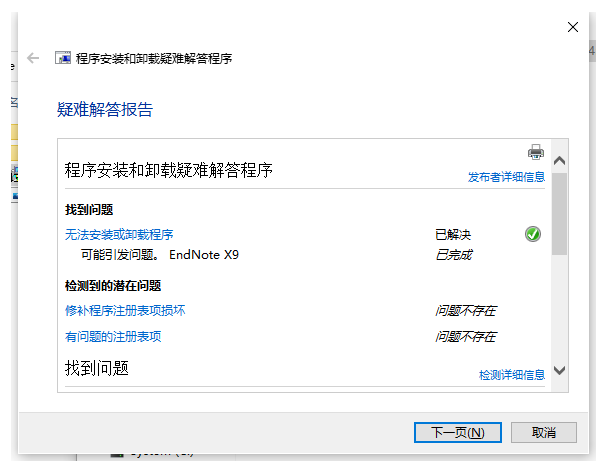 程序安装和卸载疑难解答程序
疑难解答报告
程序安装和卸载疑难解答程序
发布者详细信息
找到问题
无法安装或卸载程序 已解决
可能引发问题。 EndNote X9 已完成
检测到的潜在问题
修补程序注册表项损坏 问题不存在
有问题的注册表项 问题不存在
找到问题
检测详细信息
下一页(N) 取消